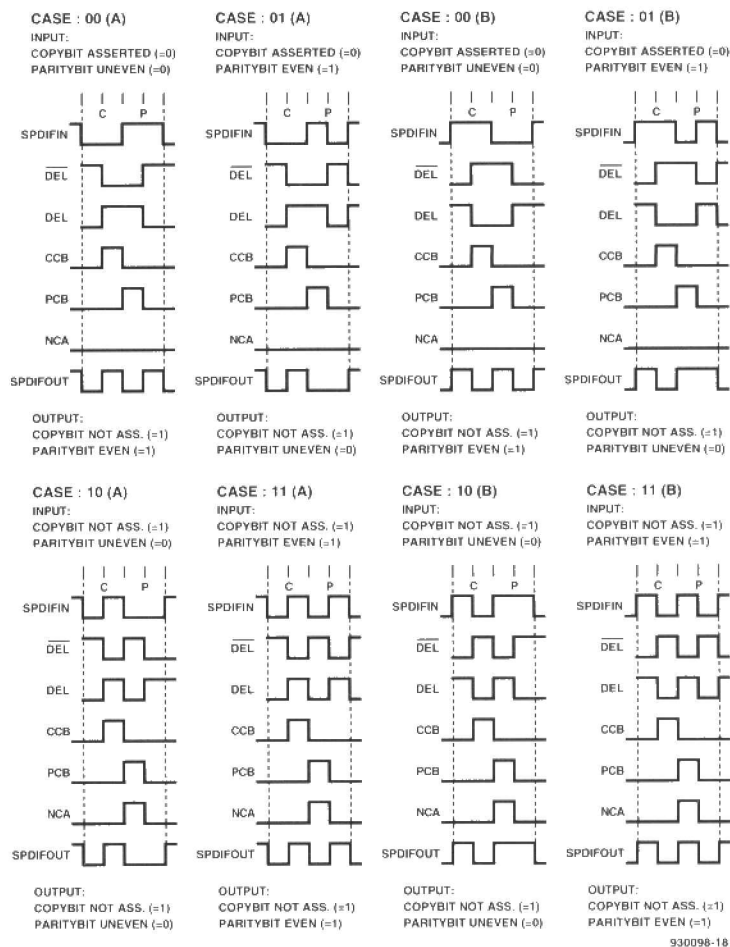 CASE : 00 (A)
INPUT:
COPYBIT ASSERTED (=0)
PARITYBIT UNEVEN (=0)
C P
SPDIFIN
DEL
DEL
CCB
PCB
NCA
SPDIFOUT
OUTPUT:
COPYBIT NOT ASS. (=1)
PARITYBIT EVEN (=1)
CASE : 01 (A)
INPUT:
COPYBIT ASSERTED (=0)
PARITYBIT EVEN (=1)
C P
SPDIFIN
DEL
DEL
CCB
PCB
NCA
SPDIFOUT
OUTPUT:
COPYBIT NOT ASS. (=1)
PARITYBIT UNEVEN (=0)
CASE : 00 (B)
INPUT:
COPYBIT ASSERTED (=0)
PARITYBIT UNEVEN (=0)
C P
SPDIFIN
DEL
DEL
CCB
PCB
NCA
SPDIFOUT
OUTPUT:
COPYBIT NOT ASS. (=1)
PARITYBIT EVEN (=1)
CASE : 01 (B)
INPUT:
COPYBIT ASSERTED (=0)
PARITYBIT EVEN (=1)
C P
SPDIFIN
DEL
DEL
CCB
PCB
NCA
SPDIFOUT
OUTPUT:
COPYBIT NOT ASS. (=1)
PARITYBIT UNEVEN (=0)
CASE : 10 (A)
INPUT:
COPYBIT NOT ASS. (=1)
PARITYBIT UNEVEN (=0)
C P
SPDIFIN
DEL
DEL
CCB
PCB
NCA
SPDIFOUT
OUTPUT:
COPYBIT NOT ASS. (=1)
PARITYBIT UNEVEN (=0)
CASE : 11 (A)
INPUT:
COPYBIT NOT ASS. (=1)
PARITYBIT EVEN (=1)
C P
SPDIFIN
DEL
DEL
CCB
PCB
NCA
SPDIFOUT
OUTPUT:
COPYBIT NOT ASS. (=1)
PARITYBIT EVEN (=1)
CASE : 10 (B)
INPUT:
COPYBIT NOT ASS. (=1)
PARITYBIT UNEVEN (=0)
C P
SPDIFIN
DEL
DEL
CCB
PCB
NCA
SPDIFOUT
OUTPUT:
COPYBIT NOT ASS. (=1)
PARITYBIT UNEVEN (=0)
CASE : 11 (B)
INPUT:
COPYBIT NOT ASS. (=1)
PARITYBIT EVEN (=1)
C P
SPDIFIN
DEL
DEL
CCB
PCB
NCA
SPDIFOUT
OUTPUT:
COPYBIT NOT ASS. (=1)
PARITYBIT EVEN (=1)
930098-18